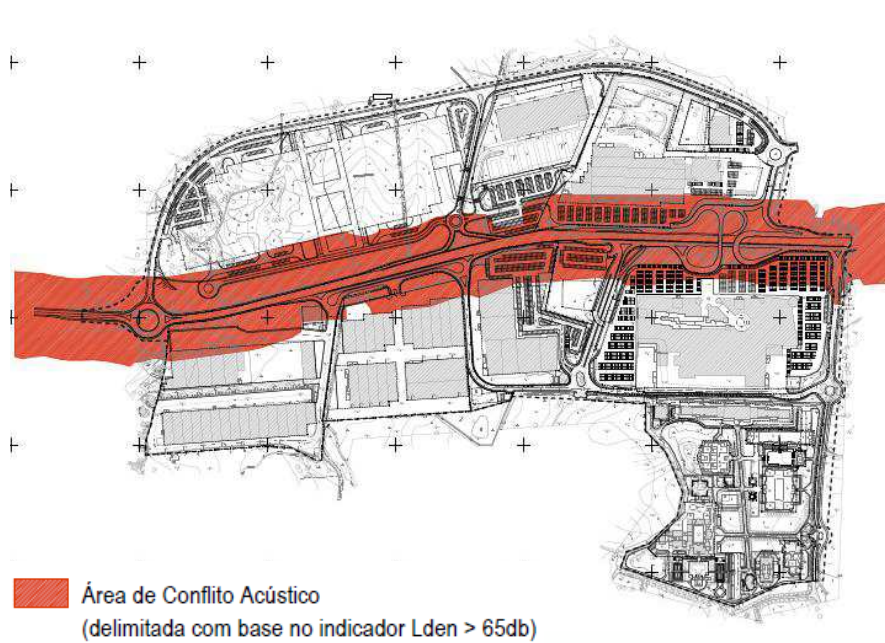 Área de Conflito Acústico
(delimitada com base no indicador Lden > 65db)